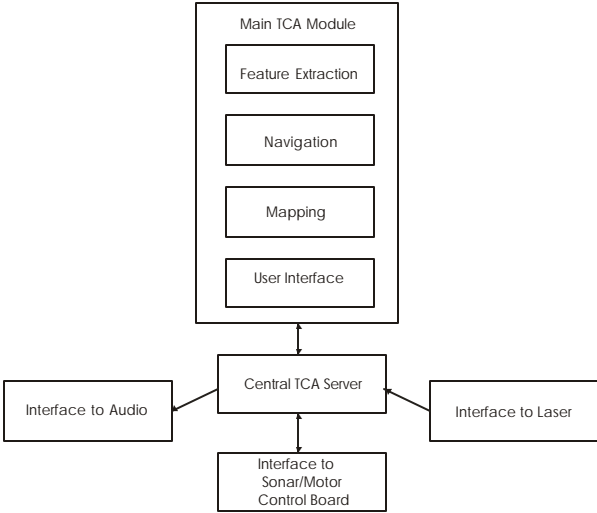 Main TCA Module
Feature Extraction
Navigation
Mapping
User Interface
Central TCA Server
Interface to Audio
Interface to Laser
Interface to
Sonar/Motor
Control Board